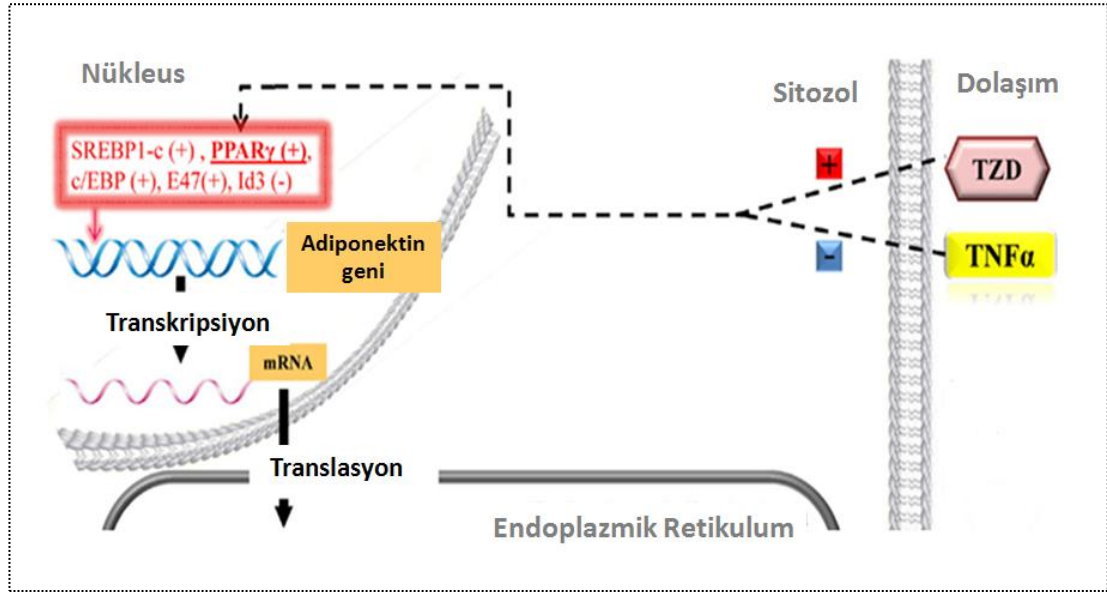 Nükleus
Sitozol
Dolaşım
SREBP1-c (+) , PPARγ (+),
c/EBP (+), E47(+), Id3 (-)
+
TZD
-
TNFα
Adiponektin
geni
Transkripsiyon
mRNA
Translasyon
Endoplazmik Retikulum